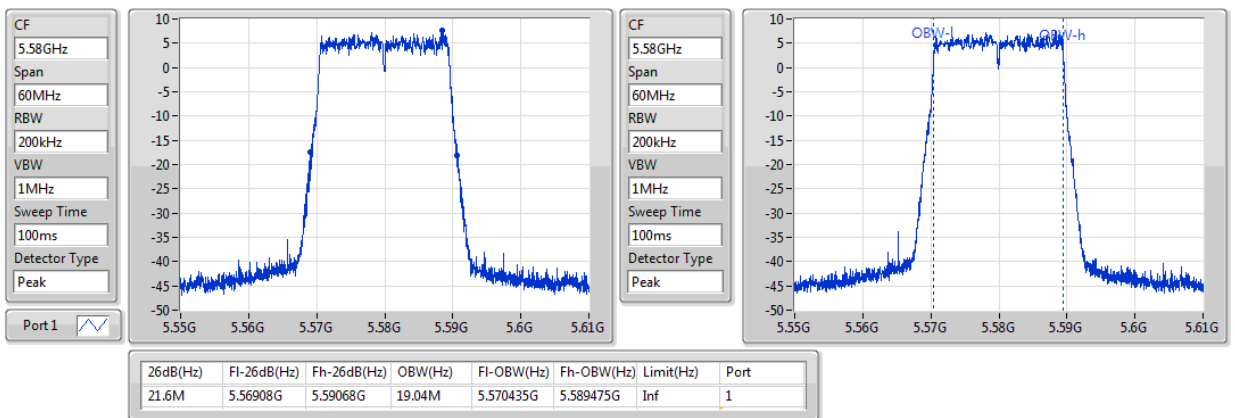 CF
5.58GHz
Span
60MHz
RBW
200kHz
VBW
1MHz
Sweep Time
100ms
Detector Type
Peak
Port 1
10
5
0
-5
-10
-15
-20
-25
-30
-35
-40
-45
-50
5.55G 5.56G 5.57G 5.58G 5.59G 5.6G 5.61G
CF
5.58GHz
Span
60MHz
RBW
200kHz
VBW
1MHz
Sweep Time
100ms
Detector Type
Peak
10
5
0
-5
-10
-15
-20
-25
-30
-35
-40
-45
-50
OBW-l OBW-h
5.55G 5.56G 5.57G 5.58G 5.59G 5.6G 5.61G
26dB(Hz) Fl-26dB(Hz) Fh-26dB(Hz) OBW(Hz) Fl-OBW(Hz) Fh-OBW(Hz) Limit(Hz) Port
21.6M 5.56908G 5.59068G 19.04M 5.570435G 5.589475G Inf 1